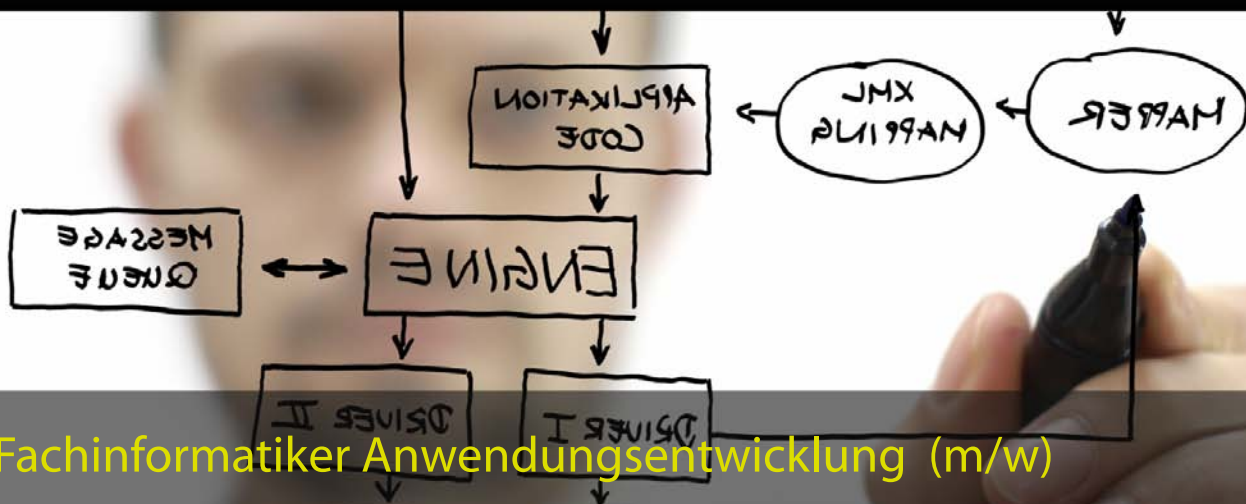 APPLIKATION
CODE
XML
MAPPING
MAPPER
MESSAGE
QUEUE
ENGINE
DRIVER II
DRIVER I
Fachinformatiker Anwendungsentwicklung (m/w)